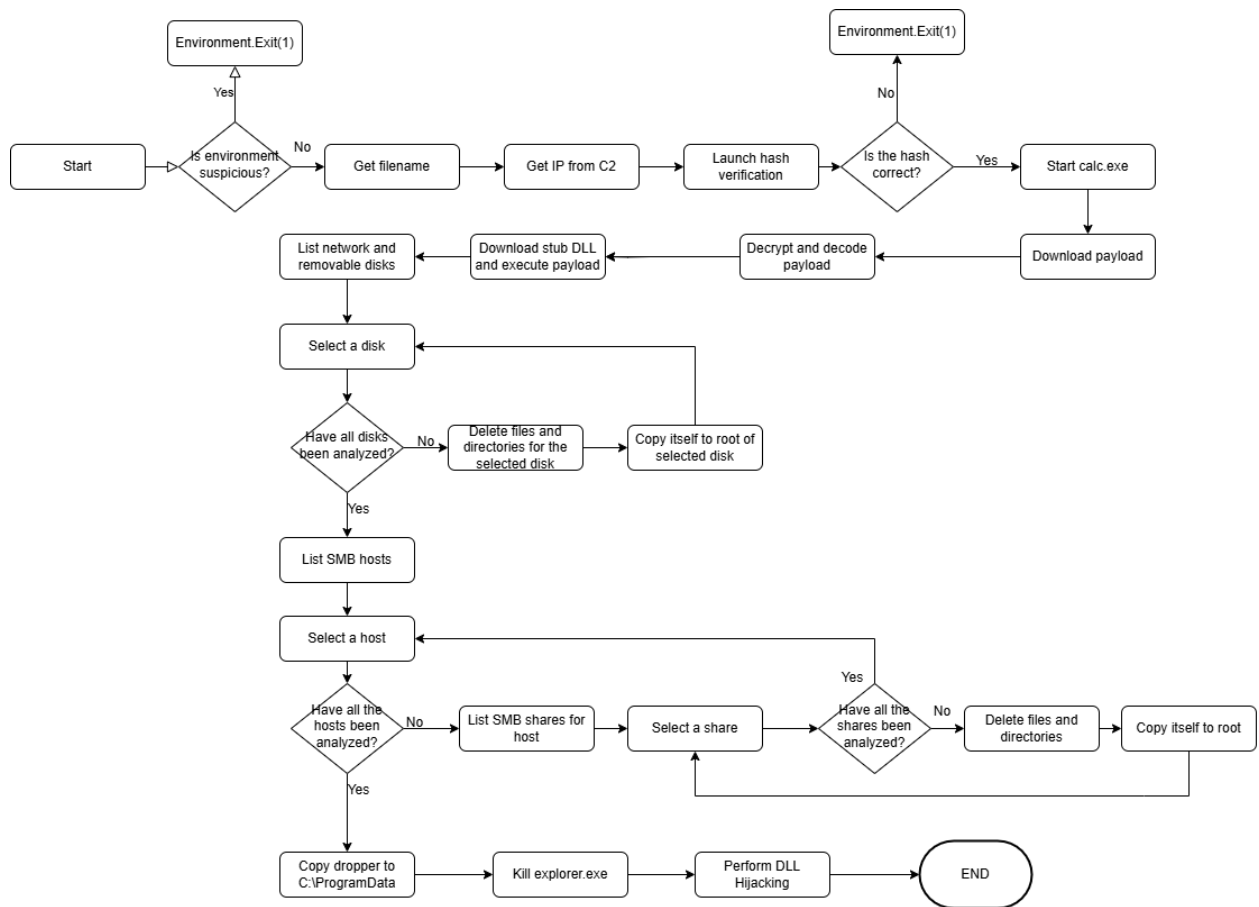 Environment.Exit(1)
Environment.Exit(1)
Yes
No
Start
Is environment
suspicious?
No
Get filename
Get IP from C2
Launch hash
verification
Is the hash
correct?
Yes
Start calc.exe
List network and
removable disks
Download stub DLL
and execute payload
Decrypt and decode
payload
Download payload
Select a disk
Have all disks
been analyzed?
No
Delete files and
directories for the
selected disk
Copy itself to root of
selected disk
Yes
List SMB hosts
Select a host
Yes
Have all the
hosts been
analyzed?
No
List SMB shares for
host
Select a share
Have all the
shares been
analyzed?
No
Delete files and
directories
Copy itself to root
Yes
Copy dropper to
C:\ProgramData
Kill explorer.exe
Perform DLL
Hijacking
END